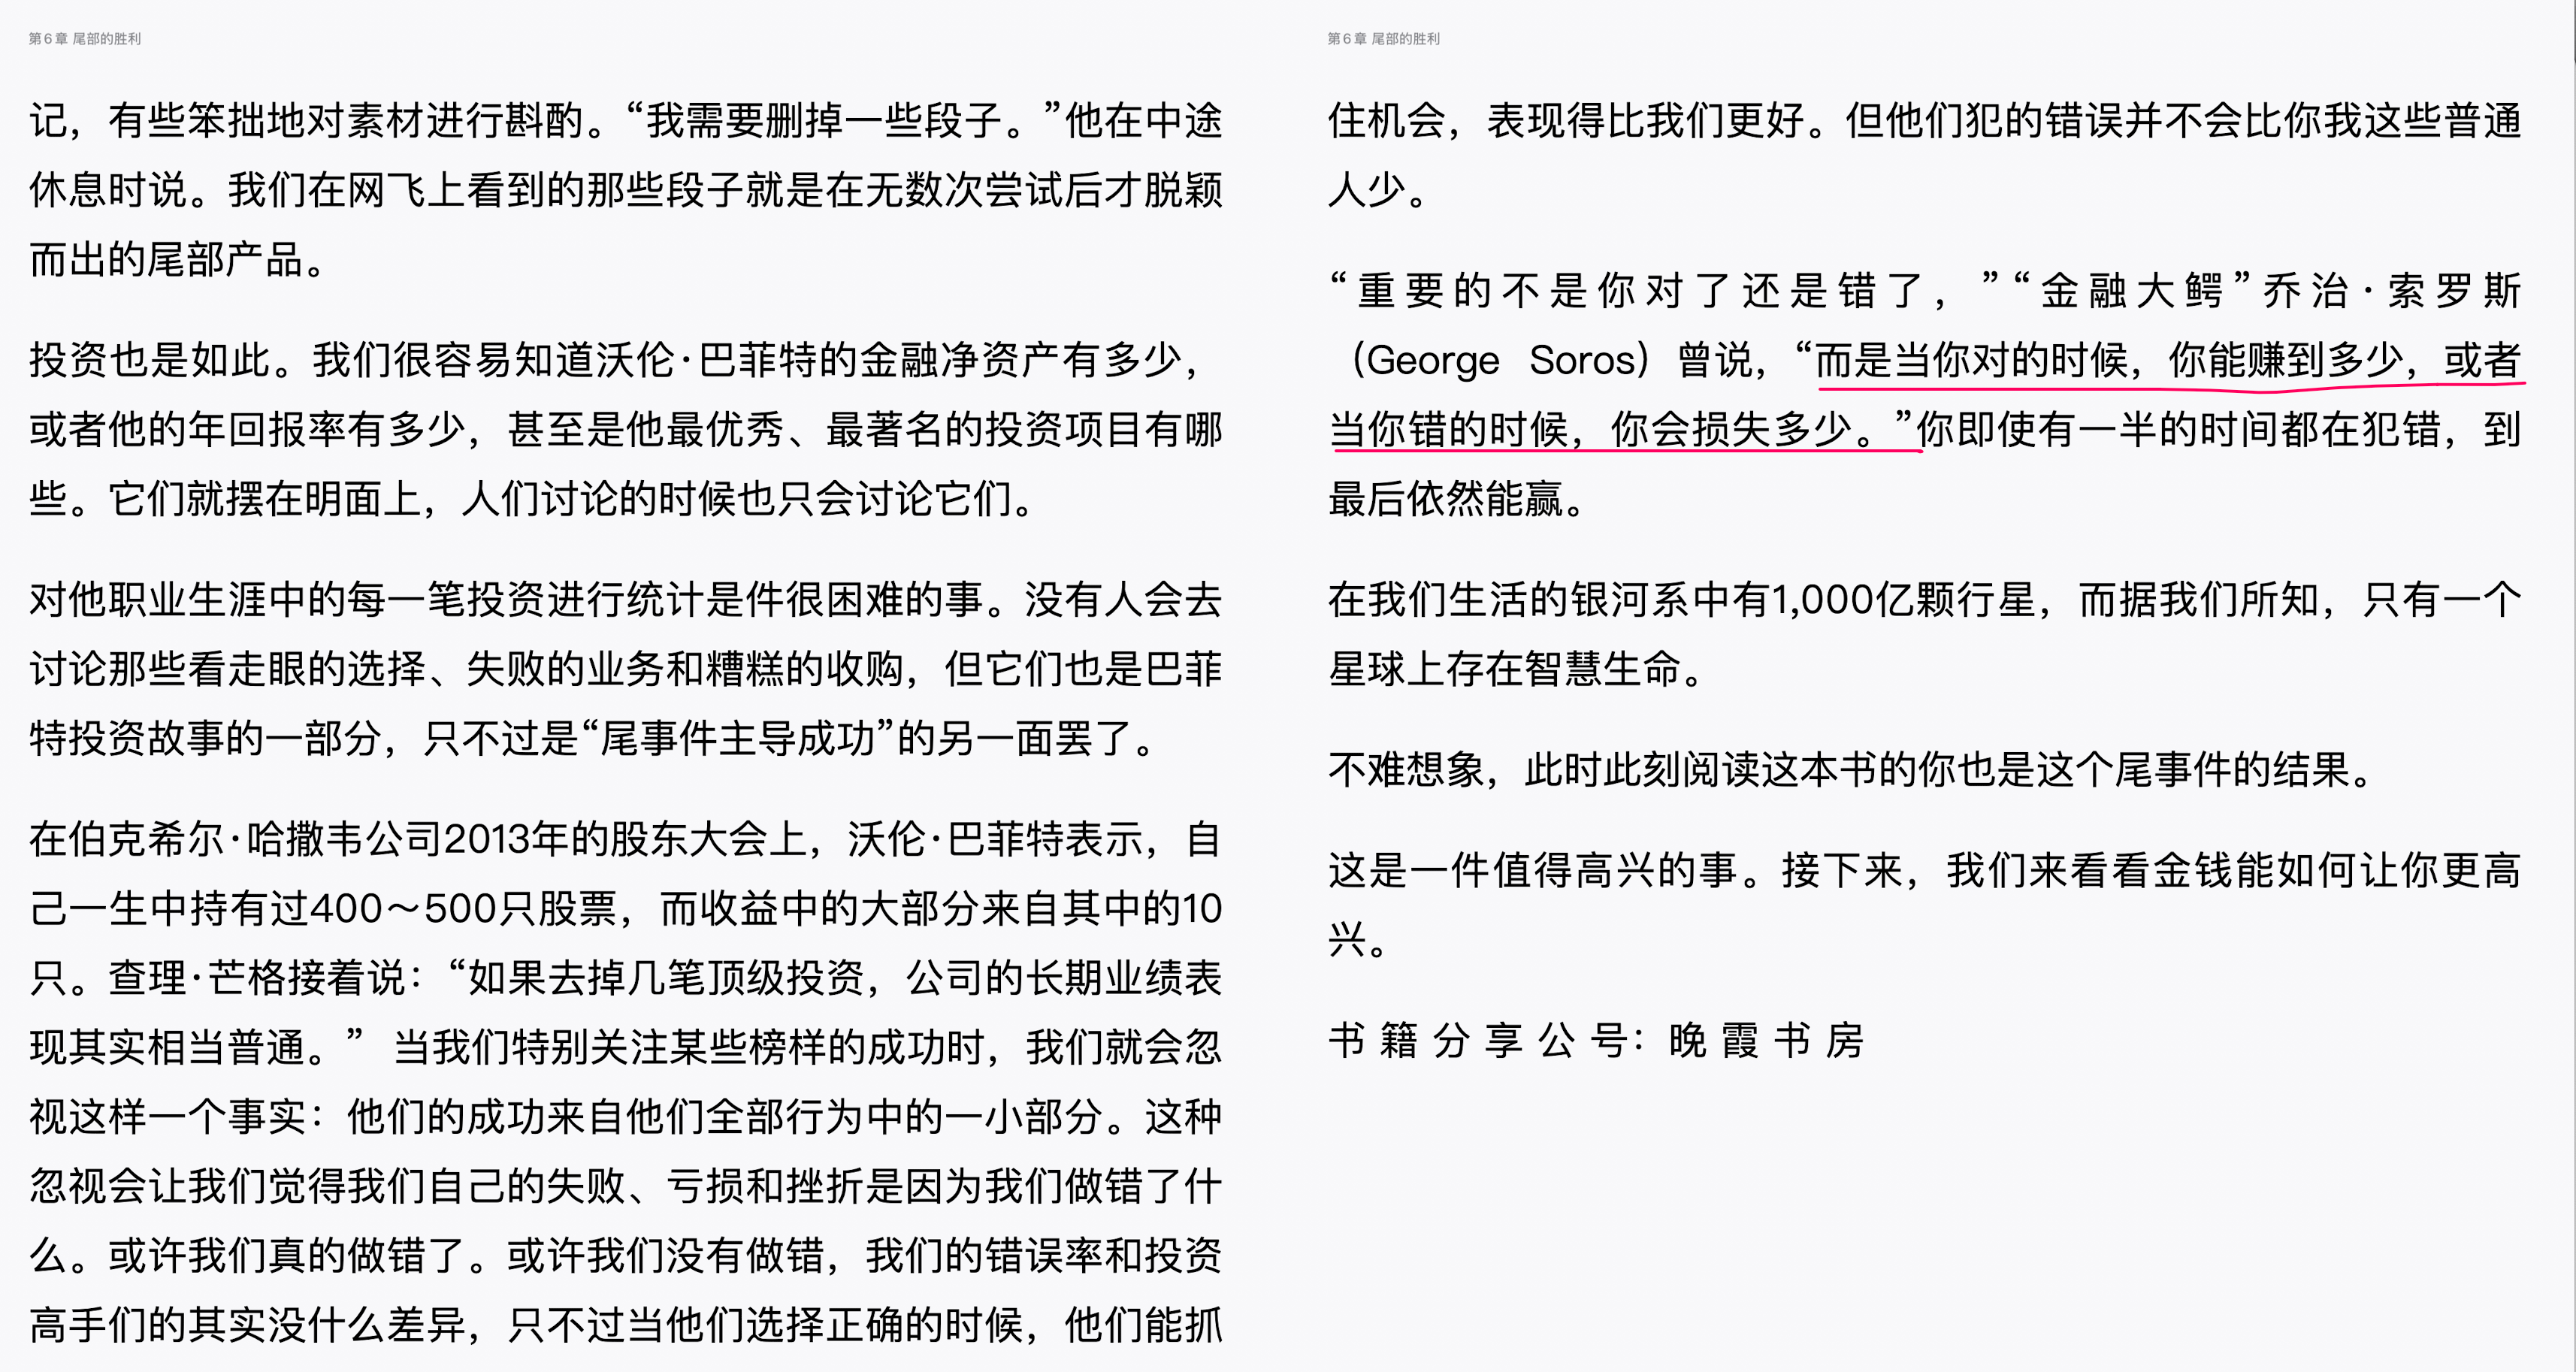 第6章 尾部的胜利
记，有些笨拙地对素材进行斟酌。“我需要删掉一些段子。”他在中途
休息时说。我们在网飞上看到的那些段子就是在无数次尝试后才脱颖
而出的尾部产品。
投资也是如此。我们很容易知道沃伦·巴菲特的金融净资产有多少，
或者他的年回报率有多少，甚至是他最优秀、最著名的投资项目有哪
些。它们就摆在明面上，人们讨论的时候也只会讨论它们。
对他职业生涯中的每一笔投资进行统计是件很困难的事。没有人会去
讨论那些看走眼的选择、失败的业务和糟糕的收购，但它们也是巴菲
特投资故事的一部分，只不过是“尾事件主导成功”的另一面罢了。
在伯克希尔·哈撒韦公司2013年的股东大会上，沃伦·巴菲特表示，自
己一生中持有过400～500只股票，而收益中的大部分来自其中的10
只。查理·芒格接着说：“如果去掉几笔顶级投资，公司的长期业绩表
现其实相当普通。” 当我们特别关注某些榜样的成功时，我们就会忽
视这样一个事实：他们的成功来自他们全部行为中的一小部分。这种
忽视会让我们觉得我们自己的失败、亏损和挫折是因为我们做错了什
么。或许我们真的做错了。或许我们没有做错，我们的错误率和投资
高手们的其实没什么差异，只不过当他们选择正确的时候，他们能抓
第6章 尾部的胜利
住机会，表现得比我们更好。但他们犯的错误并不会比你我这些普通
人少。
“重要的不是你对了还是错了，”“金融大鳄”乔治·索罗斯
（George Soros）曾说，“而是当你对的时候，你能赚到多少，或者
当你错的时候，你会损失多少。”你即使有一半的时间都在犯错，到
最后依然能赢。
在我们生活的银河系中有1,000亿颗行星，而据我们所知，只有一个
星球上存在智慧生命。
不难想象，此时此刻阅读这本书的你也是这个尾事件的结果。
这是一件值得高兴的事。接下来，我们来看看金钱能如何让你更高
兴。
书 籍 分 享 公 号：晚 霞 书 房